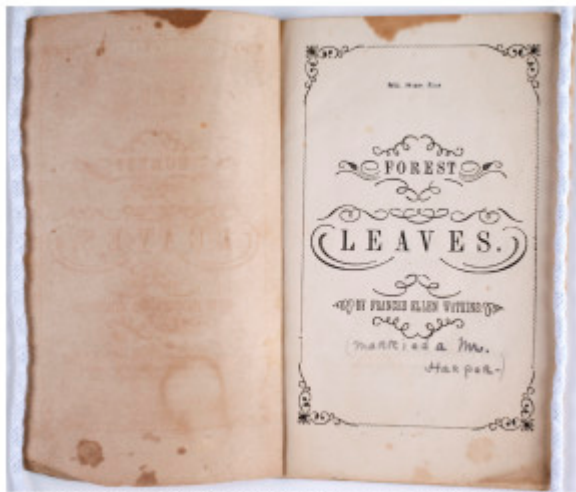 FOREST
LEAVES.
BY FRANCES ELLEN WATKINS
(married a Mr.
Harper-)